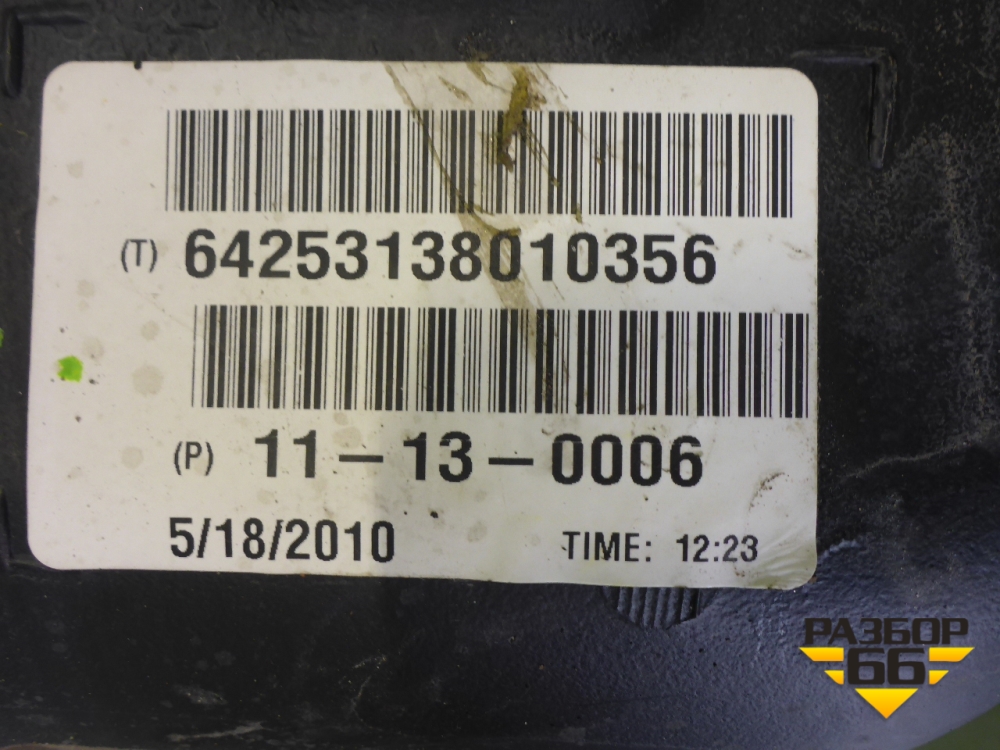 (T) 64253138010356
(P) 11-13-0006
5/18/2010 TIME: 12:23
РАЗБОР
66